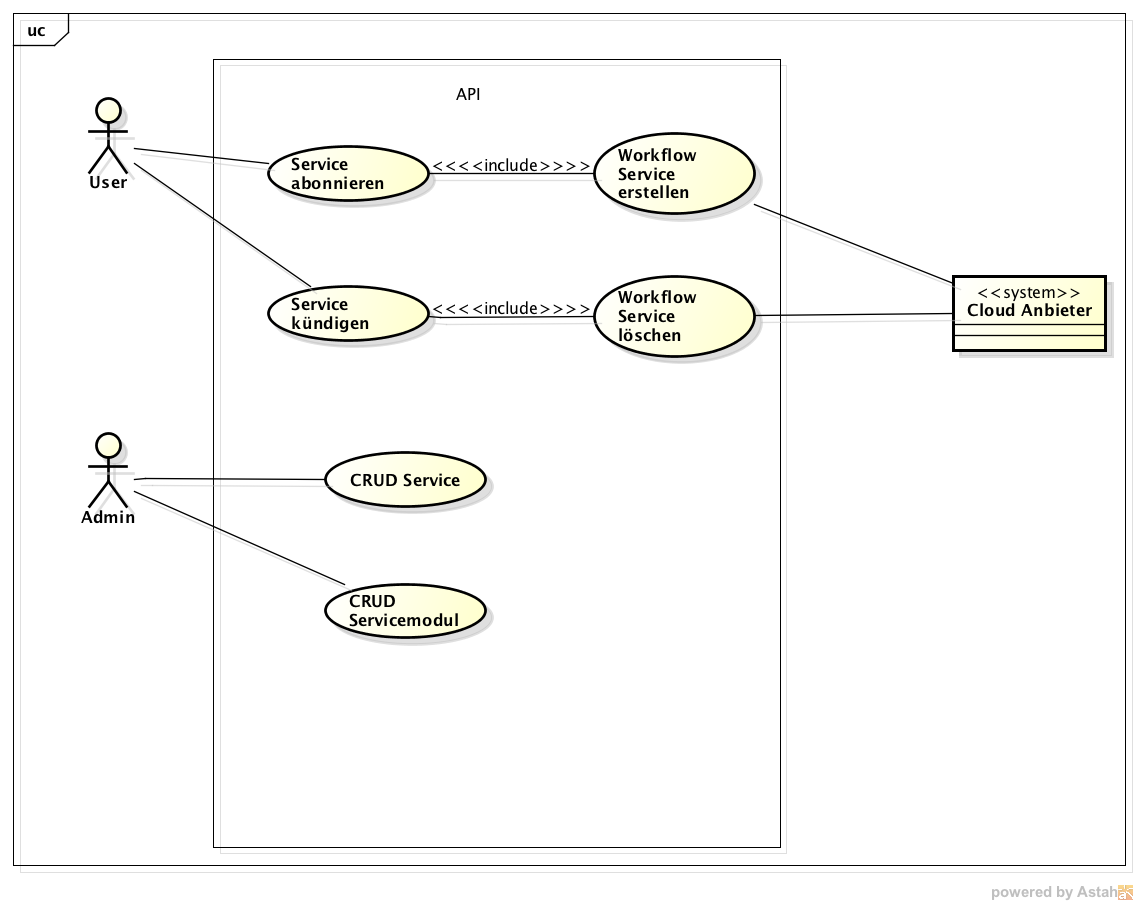 uc
API
User
Service
abonnieren
<<<<include>>>>
Workflow
Service
erstellen
Service
kündigen
<<<<include>>>>
Workflow
Service
löschen
<<system>>
Cloud Anbieter
Admin
CRUD Service
CRUD
Servicemodul
powered by Astah